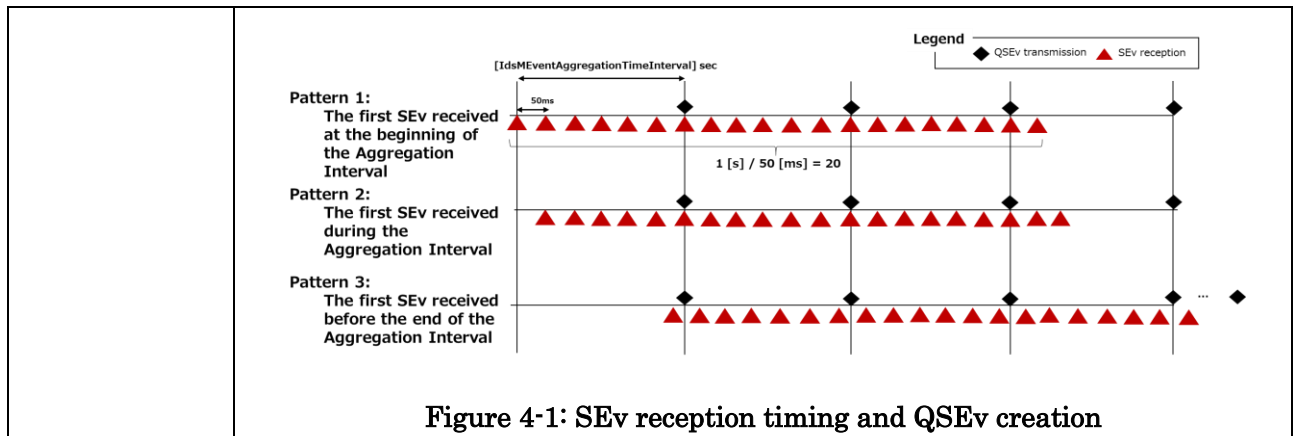 Legend
QSEv transmission SEv reception
[IdsMEventAggregationTimeInterval] sec
Pattern 1:
50ms
The first SEv received
at the beginning of
the Aggregation
Interval
1 [s] / 50 [ms] = 20
Pattern 2:
The first SEv received
during the
Aggregation Interval
Pattern 3:
The first SEv received
before the end of the
Aggregation Interval
...
Figure 4-1: SEv reception timing and QSEv creation